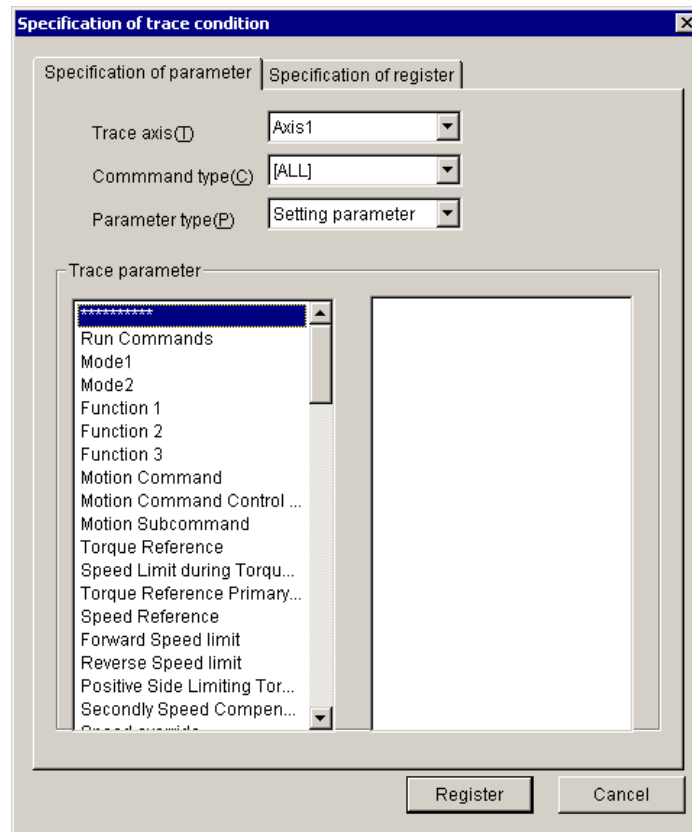 Specification of trace condition
Specification of parameter
Specification of register
Trace axis(T)
Axis1
Commmand type(C)
[ALL]
Parameter type(P)
Setting parameter
Trace parameter
**********
Run Commands
Mode1
Mode2
Function 1
Function 2
Function 3
Motion Command
Motion Command Control ...
Motion Subcommand
Torque Reference
Speed Limit during Torqu...
Torque Reference Primary...
Speed Reference
Forward Speed limit
Reverse Speed limit
Positive Side Limiting Tor...
Secondly Speed Compen...
Speed override
Register
Cancel